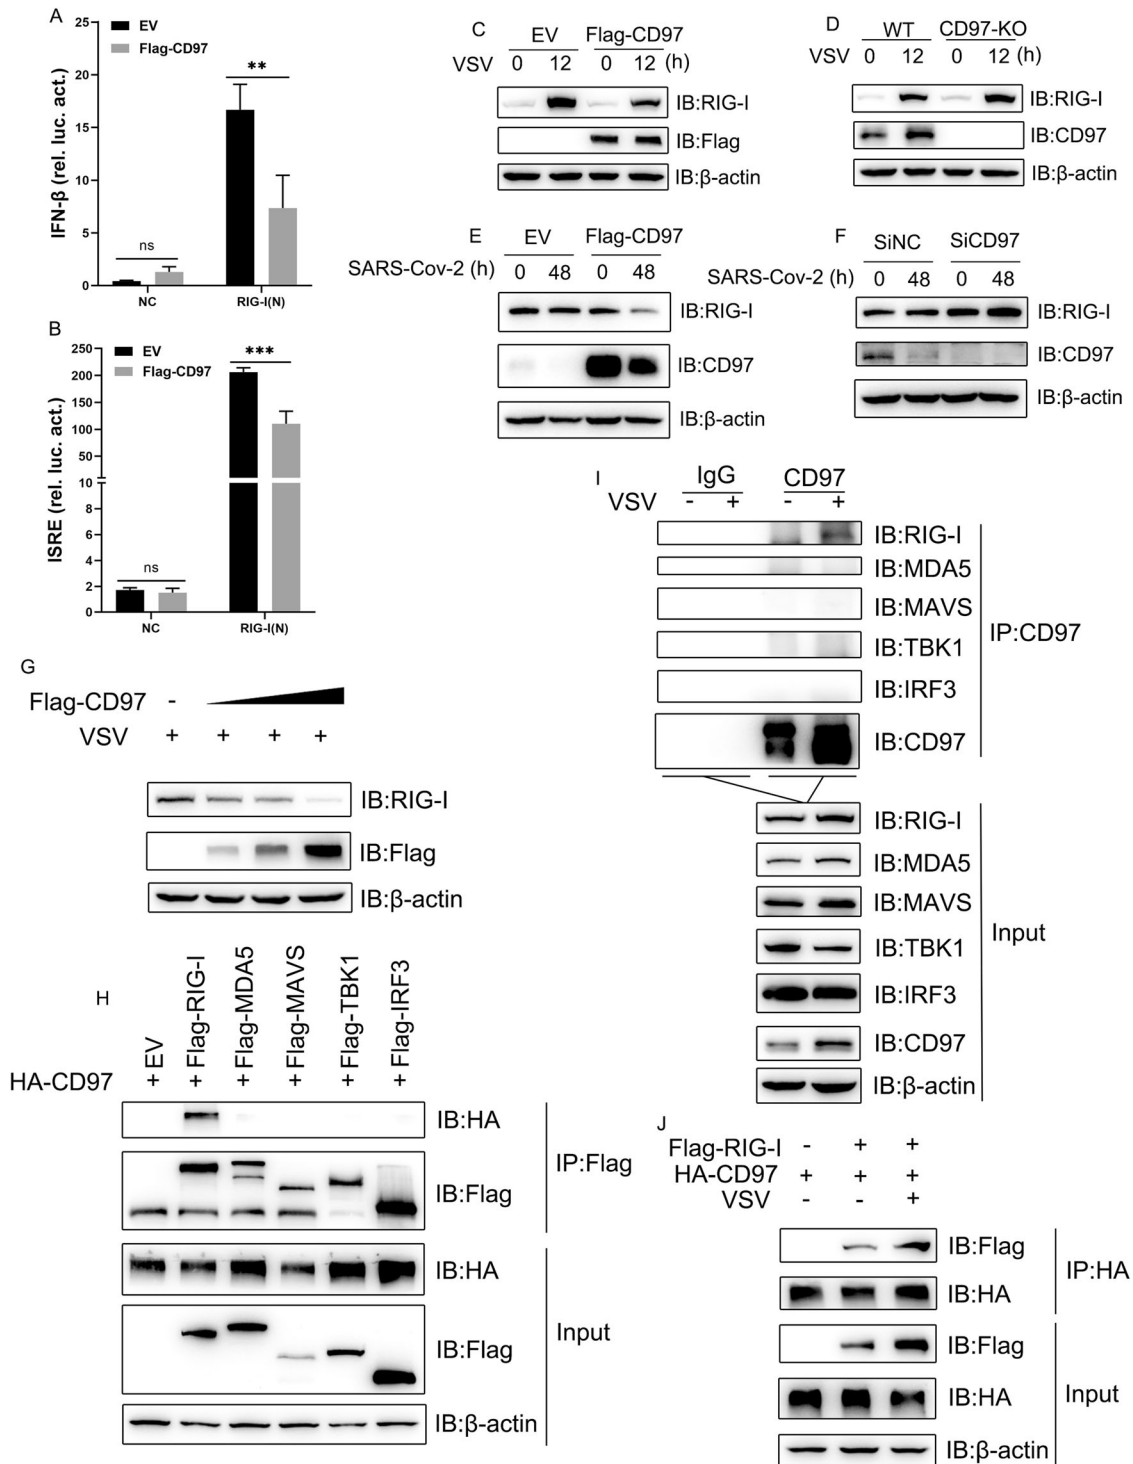 A
EV
Flag-CD97
IFN-β (rel. luc. act.)
25
20
15
10
5
0
**
ns
NC
RIG-I(N)
B
EV
Flag-CD97
ISRE (rel. luc. act.)
250
200
150
100
50
10
8
6
4
2
0
***
ns
NC
RIG-I(N)
C
EV Flag-CD97
VSV 0 12 0 12 (h)
IB:RIG-I
IB:Flag
IB:β-actin
D
WT CD97-KO
VSV 0 12 0 12 (h)
IB:RIG-I
IB:CD97
IB:β-actin
E
EV Flag-CD97
SARS-Cov-2 (h) 0 48 0 48
IB:RIG-I
IB:CD97
IB:β-actin
F
SiNC SiCD97
SARS-Cov-2 (h) 0 48 0 48
IB:RIG-I
IB:CD97
IB:β-actin
G
Flag-CD97 -
VSV + + + +
IB:RIG-I
IB:Flag
IB:β-actin
H
EV
Flag-RIG-I
Flag-MDA5
Flag-MAVS
Flag-TBK1
Flag-IRF3
HA-CD97 + + + + + +
IB:HA
IB:Flag
IP:Flag
IB:HA
IB:Flag
IB:β-actin
Input
I
IgG CD97
VSV - + - +
IB:RIG-I
IB:MDA5
IB:MAVS
IB:TBK1
IB:IRF3
IB:CD97
IP:CD97
IB:RIG-I
IB:MDA5
IB:MAVS
IB:TBK1
IB:IRF3
IB:CD97
IB:β-actin
Input
J
Flag-RIG-I - + +
HA-CD97 + + +
VSV - - +
IB:Flag
IB:HA
IP:HA
IB:Flag
IB:HA
IB:β-actin
Input